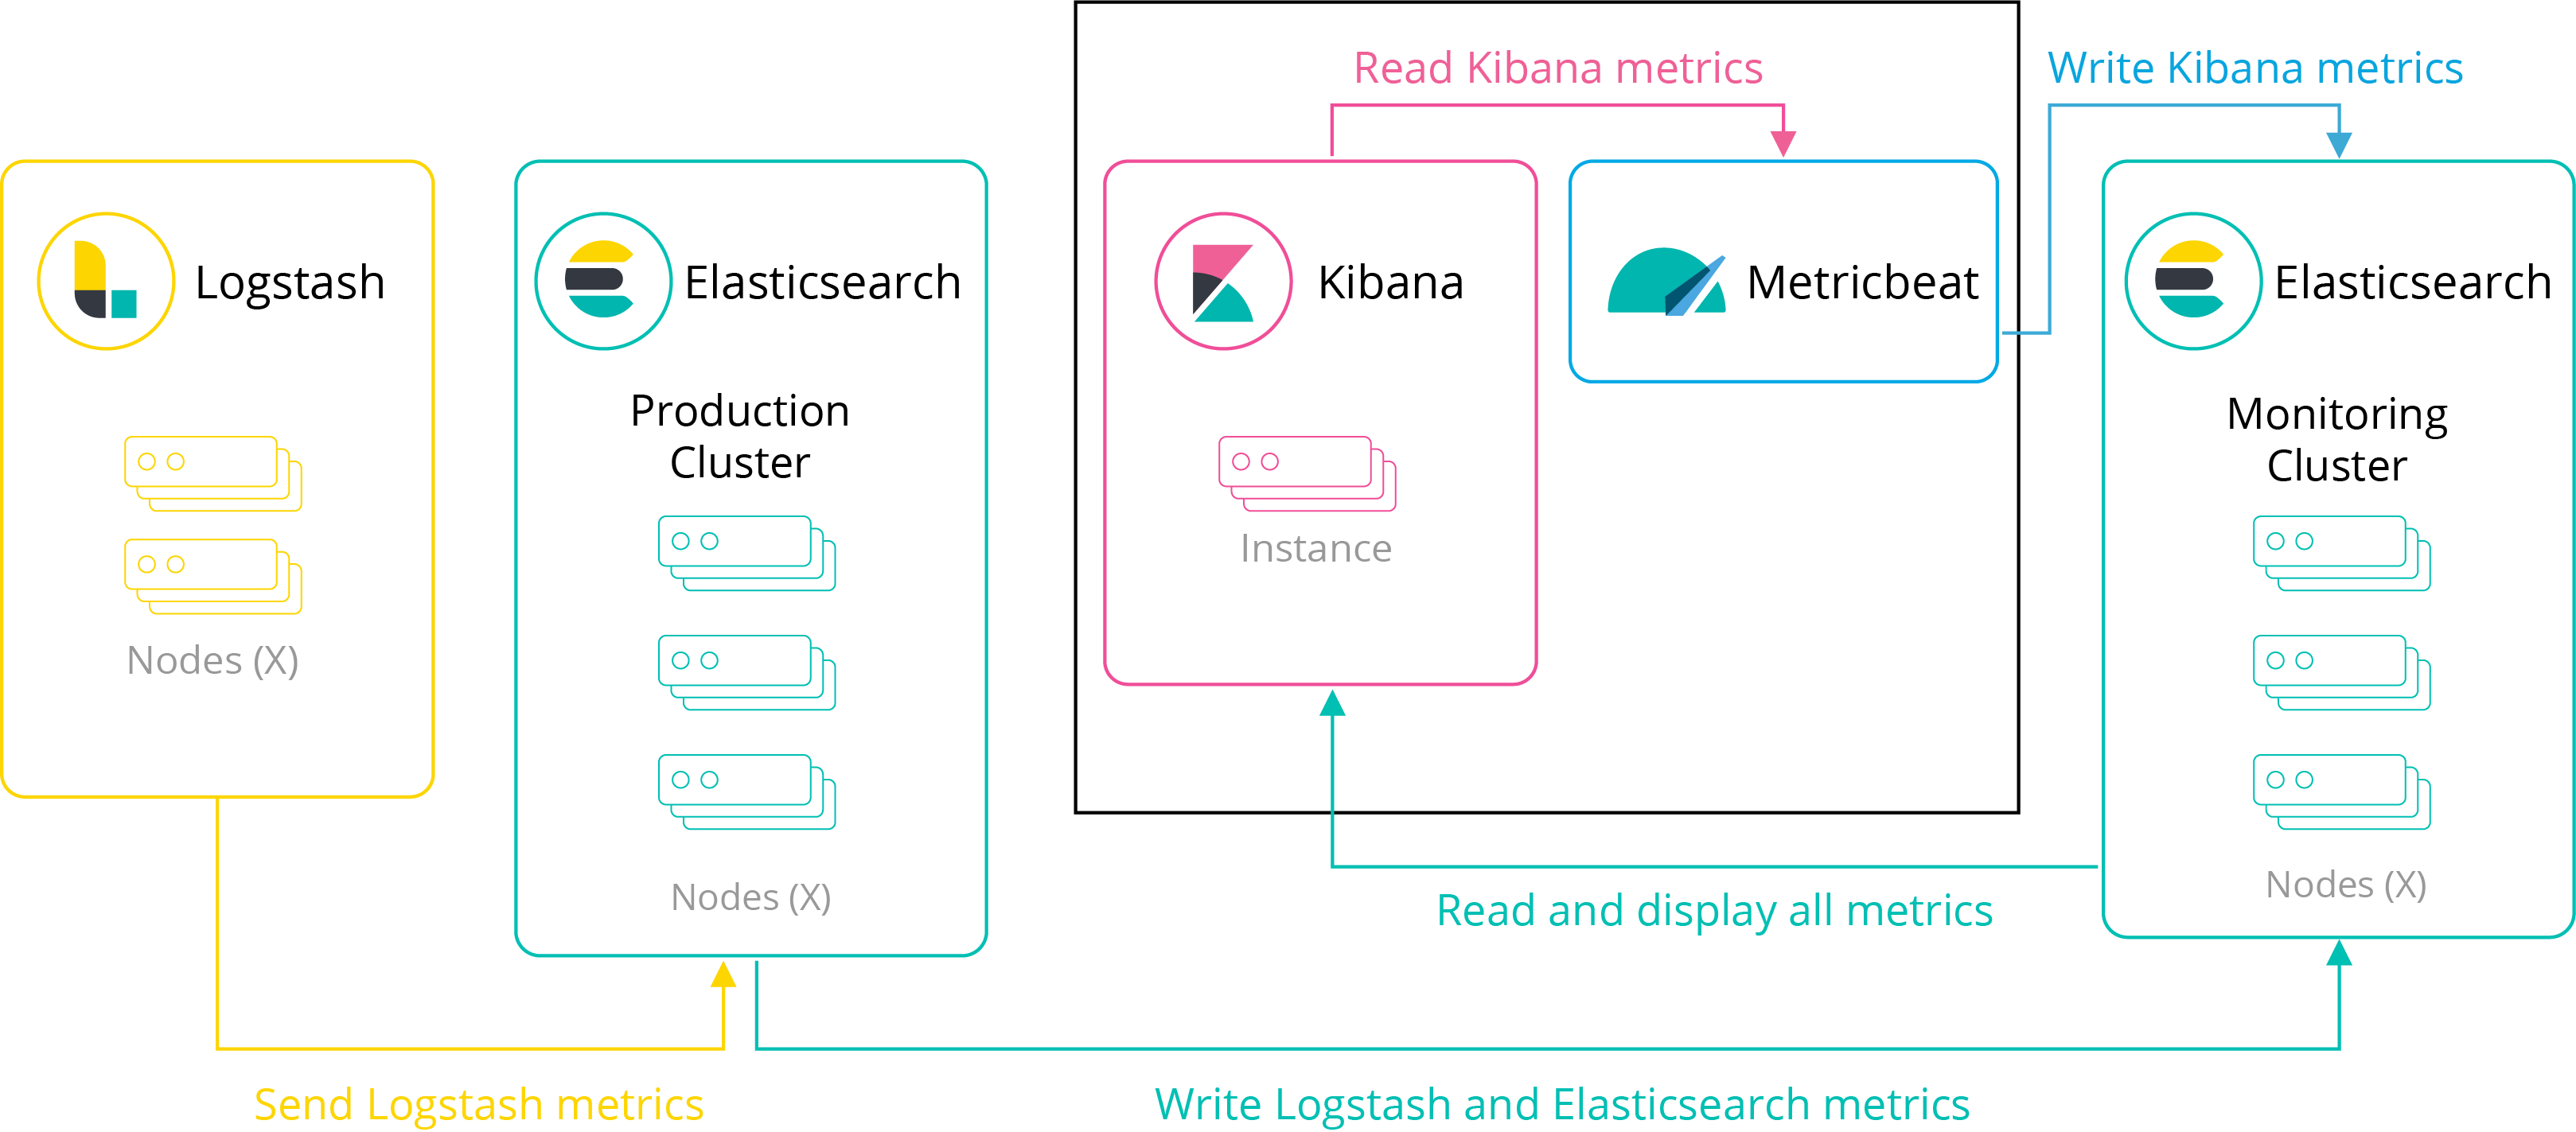 Read Kibana metrics
Write Kibana metrics
Logstash
Elasticsearch
Kibana
Metricbeat
Elasticsearch
Production
Cluster
Monitoring
Cluster
Instance
Nodes (X)
Nodes (X)
Nodes (X)
Read and display all metrics
Send Logstash metrics
Write Logstash and Elasticsearch metrics